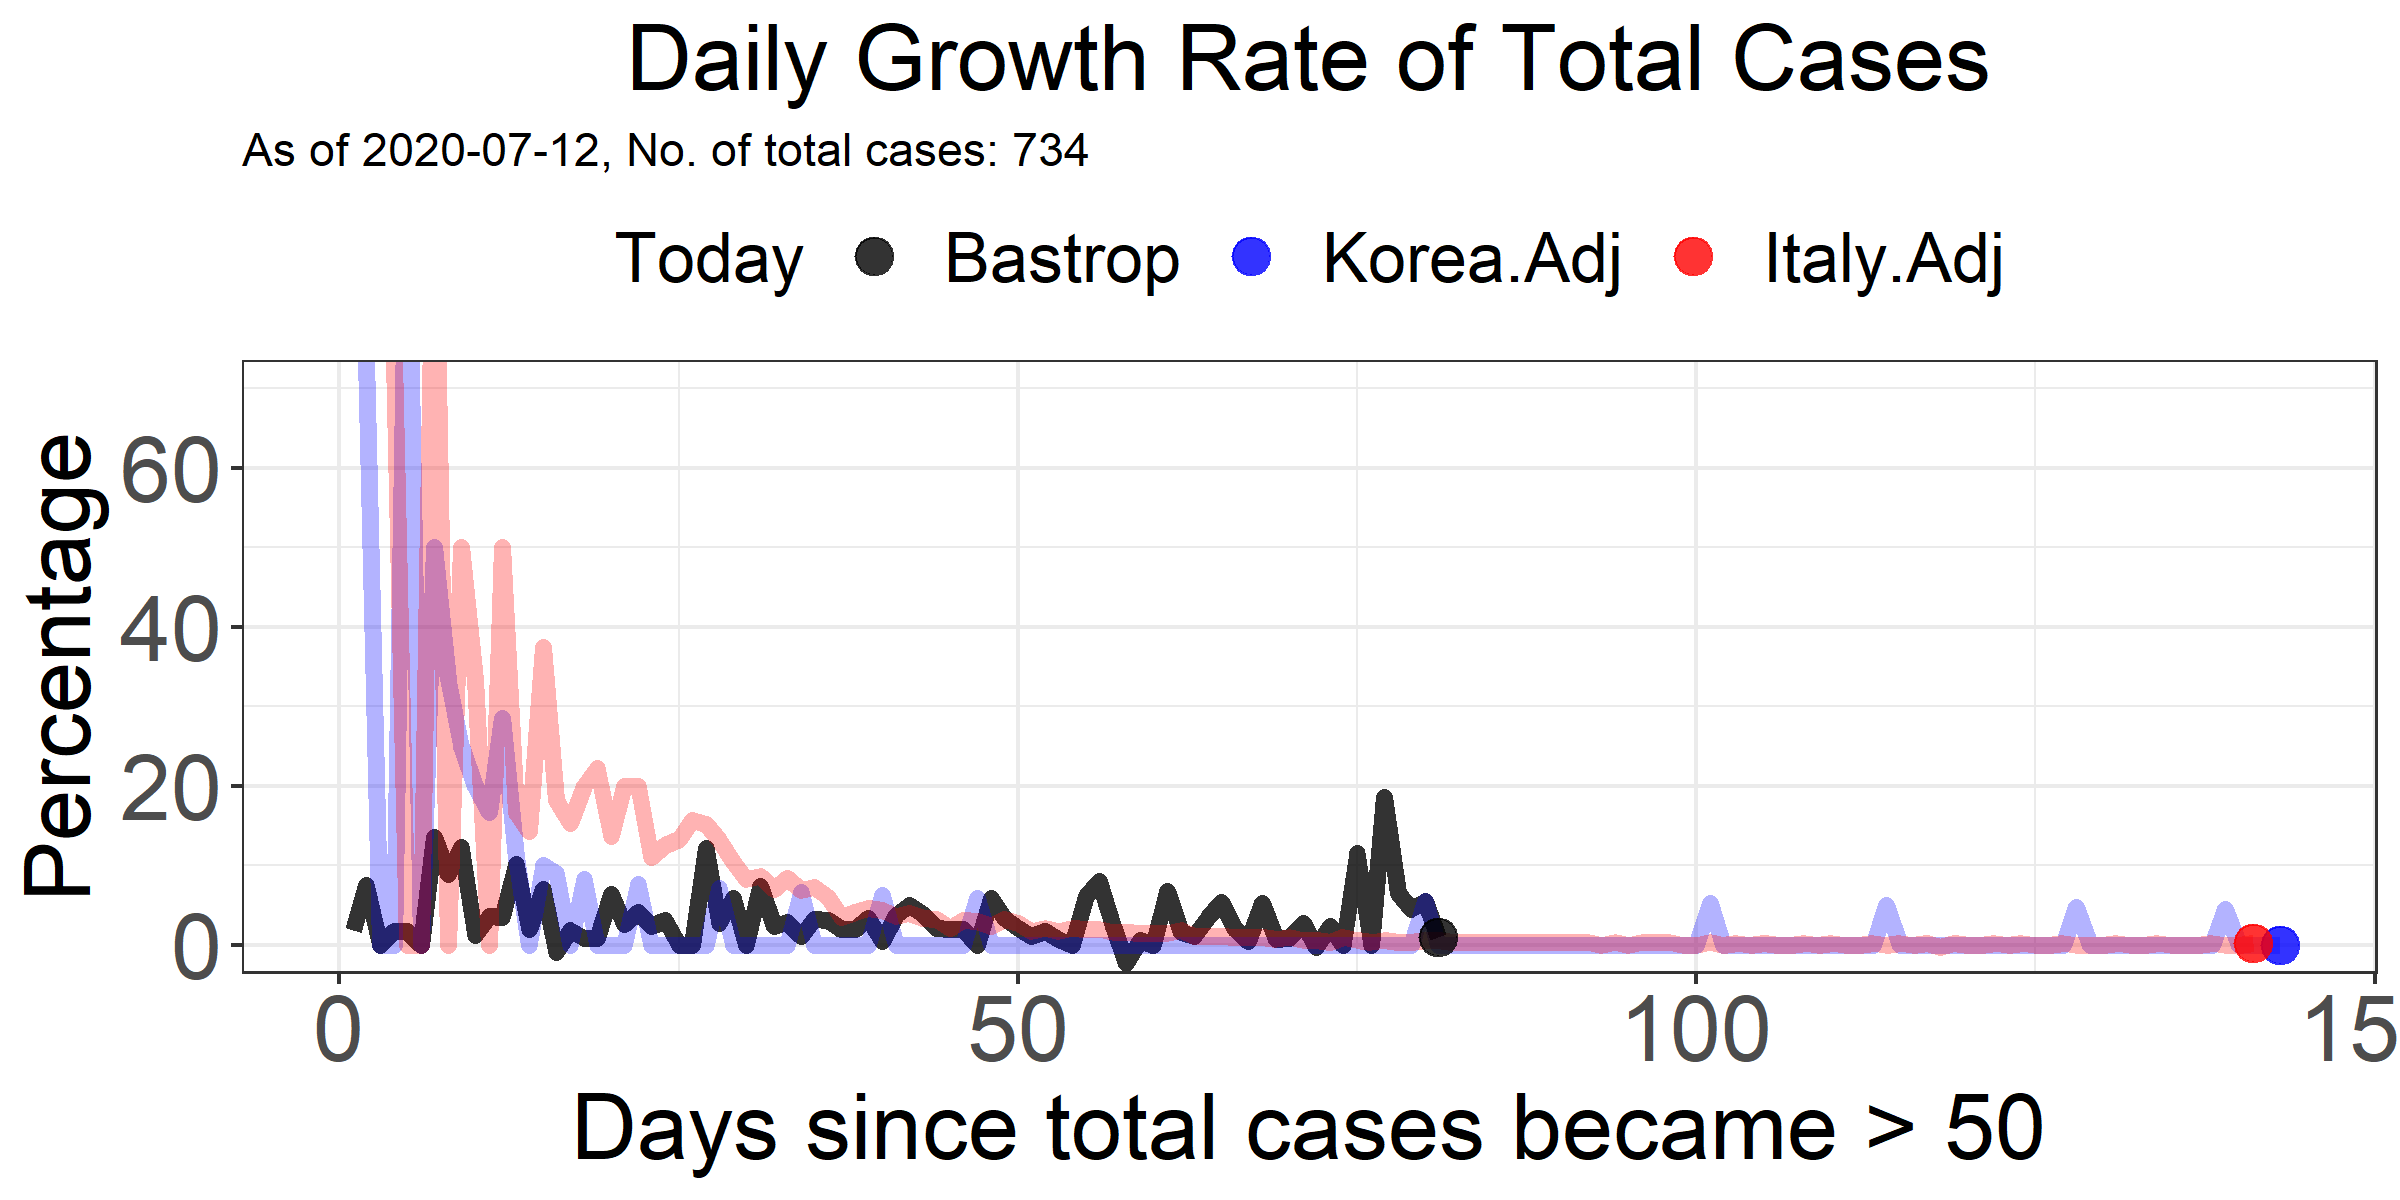 Daily Growth Rate of Total Cases
As of 2020-07-12, No. of total cases: 734
Today Bastrop Korea.Adj Italy.Adj
Percentage
60
40
20
0
0 50 100 15
Days since total cases became > 50